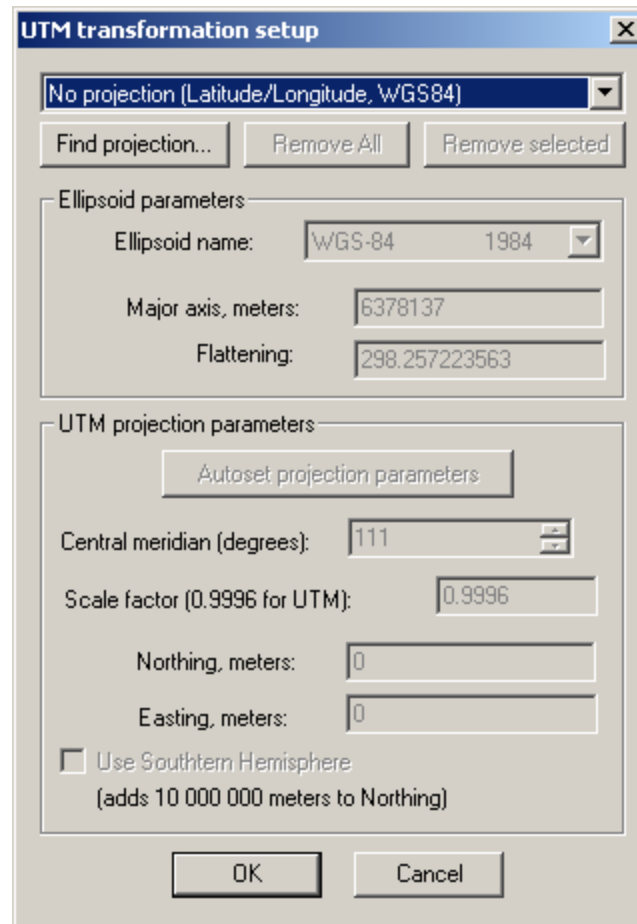 UTM transformation setup
No projection (Latitude/Longitude, WGS84)
Find projection... Remove All Remove selected
Ellipsoid parameters
Ellipsoid name: WGS-84 1984
Major axis, meters: 6378137
Flattening: 298.257223563
UTM projection parameters
Autoset projection parameters
Central meridian (degrees): 111
Scale factor (0.9996 for UTM): 0.9996
Northing, meters: 0
Easting, meters: 0
Use Southtern Hemisphere
(adds 10 000 000 meters to Northing)
OK Cancel